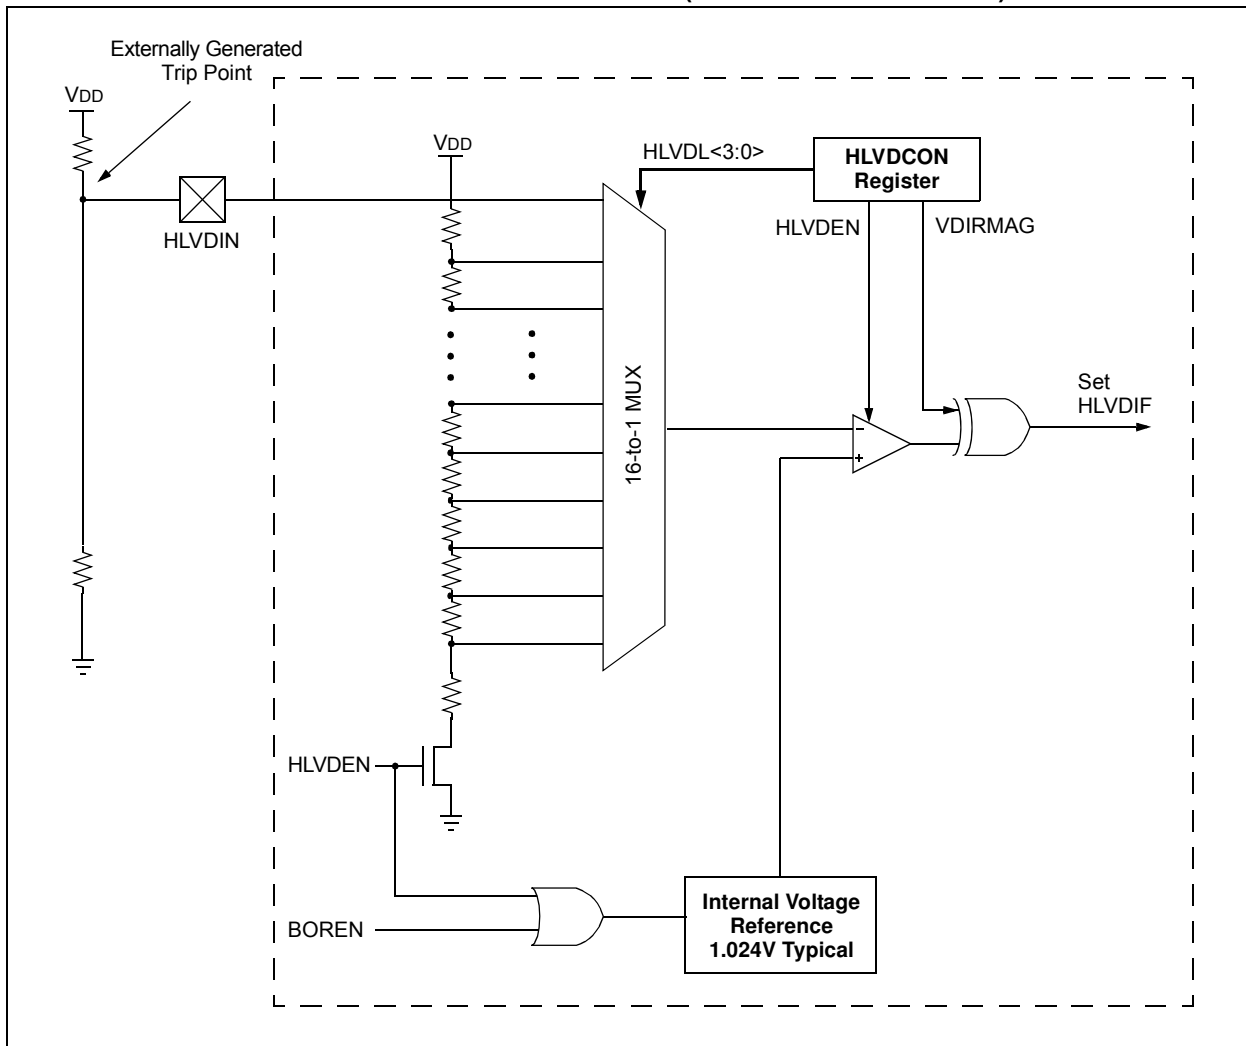 Externally Generated
Trip Point
VDD
VDD
HLVDL<3:0>
HLVDCON
Register
HLVDEN
VDIRMAG
HLVDIN
16-to-1 MUX
–
+
Set
HLVDIF
HLVDEN
BOREN
Internal Voltage
Reference
1.024V Typical